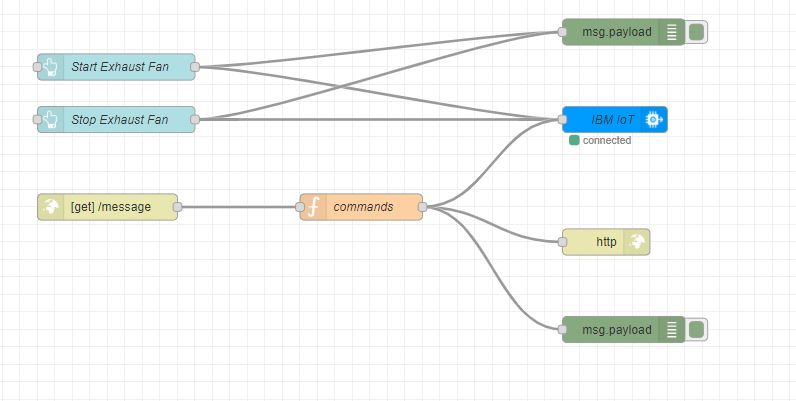 msg.payload
Start Exhaust Fan
Stop Exhaust Fan
IBM IoT
connected
[get] /message
commands
http
msg.payload